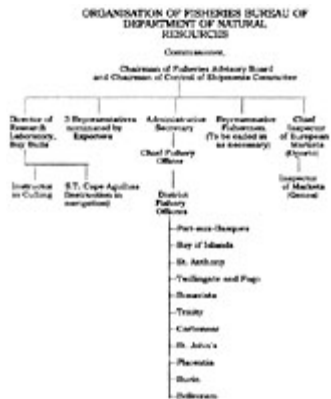 ORGANISATION OF FISHERIES BUREAU OF
DEPARTMENT OF NATURAL
RESOURCES
Commissioner,
Chairman of Fisheries Advisory Board
and Chairman of Control of Shipments Committee
Director of
Research
Laboratory,
Bay Bulls
3 Representatives
nominated by
Exporters
Administrative
Secretary
Representative
Fishermen
(To be called in
as necessary)
Chief
Inspector
of European
Markets
(Oporto)
Chief Fishery
Officer
Instructor
in Culling
S.T. Cape Agulhas
(Instruction in
navigation)
Inspector
of Markets
District
Fishery
Officers
Port-aux-Basques
Bay of Islands
St. Anthony
Twillingate and Fogo
Bonavista
Trinity
Carbonear
St. John's
Placentia
Burin
Belleoram